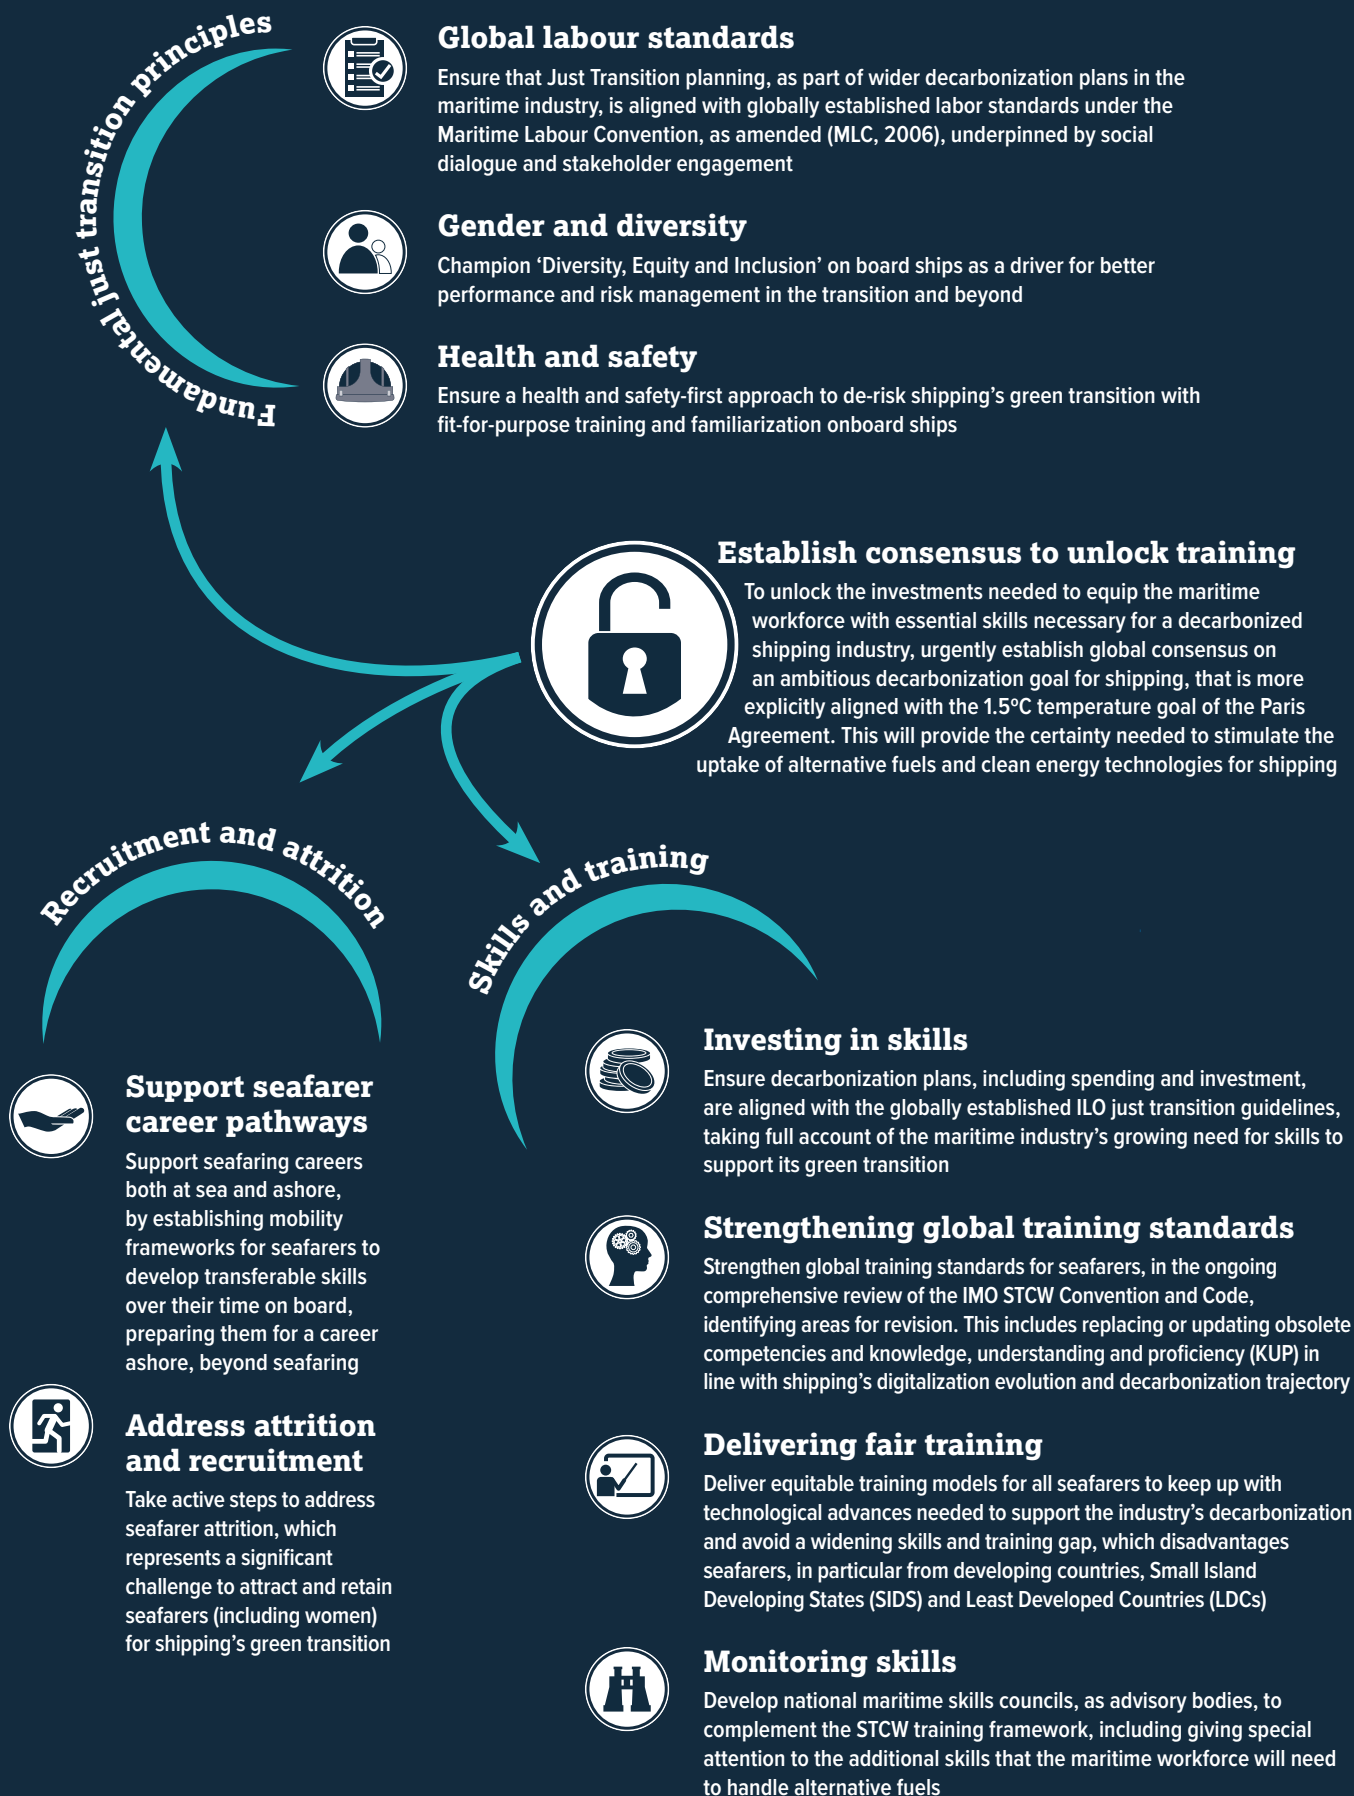 Fundamental just transition principles
Global labour standards
Ensure that Just Transition planning, as part of wider decarbonization plans in the
maritime industry, is aligned with globally established labor standards under the
Maritime Labour Convention, as amended (MLC, 2006), underpinned by social
dialogue and stakeholder engagement
Gender and diversity
Champion ‘Diversity, Equity and Inclusion’ on board ships as a driver for better
performance and risk management in the transition and beyond
Health and safety
Ensure a health and safety-first approach to de-risk shipping’s green transition with
fit-for-purpose training and familiarization onboard ships
Establish consensus to unlock training
To unlock the investments needed to equip the maritime
workforce with essential skills necessary for a decarbonized
shipping industry, urgently establish global consensus on
an ambitious decarbonization goal for shipping, that is more
explicitly aligned with the 1.5ºC temperature goal of the Paris
Agreement. This will provide the certainty needed to stimulate the
uptake of alternative fuels and clean energy technologies for shipping
Recruitment and attrition
Support seafarer
career pathways
Support seafaring careers
both at sea and ashore,
by establishing mobility
frameworks for seafarers to
develop transferable skills
over their time on board,
preparing them for a career
ashore, beyond seafaring
Address attrition
and recruitment
Take active steps to address
seafarer attrition, which
represents a significant
challenge to attract and retain
seafarers (including women)
for shipping’s green transition
Skills and training
Investing in skills
Ensure decarbonization plans, including spending and investment,
are aligned with the globally established ILO just transition guidelines,
taking full account of the maritime industry’s growing need for skills to
support its green transition
Strengthening global training standards
Strengthen global training standards for seafarers, in the ongoing
comprehensive review of the IMO STCW Convention and Code,
identifying areas for revision. This includes replacing or updating obsolete
competencies and knowledge, understanding and proficiency (KUP) in
line with shipping’s digitalization evolution and decarbonization trajectory
Delivering fair training
Deliver equitable training models for all seafarers to keep up with
technological advances needed to support the industry’s decarbonization
and avoid a widening skills and training gap, which disadvantages
seafarers, in particular from developing countries, Small Island
Developing States (SIDS) and Least Developed Countries (LDCs)
Monitoring skills
Develop national maritime skills councils, as advisory bodies, to
complement the STCW training framework, including giving special
attention to the additional skills that the maritime workforce will need
to handle alternative fuels